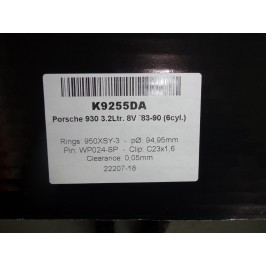 K9255DA
Porsche 930 3.2Ltr. 8V ´83-90 (6cyl.)
Rings: 950XSY-3 - pØ: 94,95mm
Pin: WP024-SP - Clip: C23x1,6
Clearance: 0,05mm
22207-18